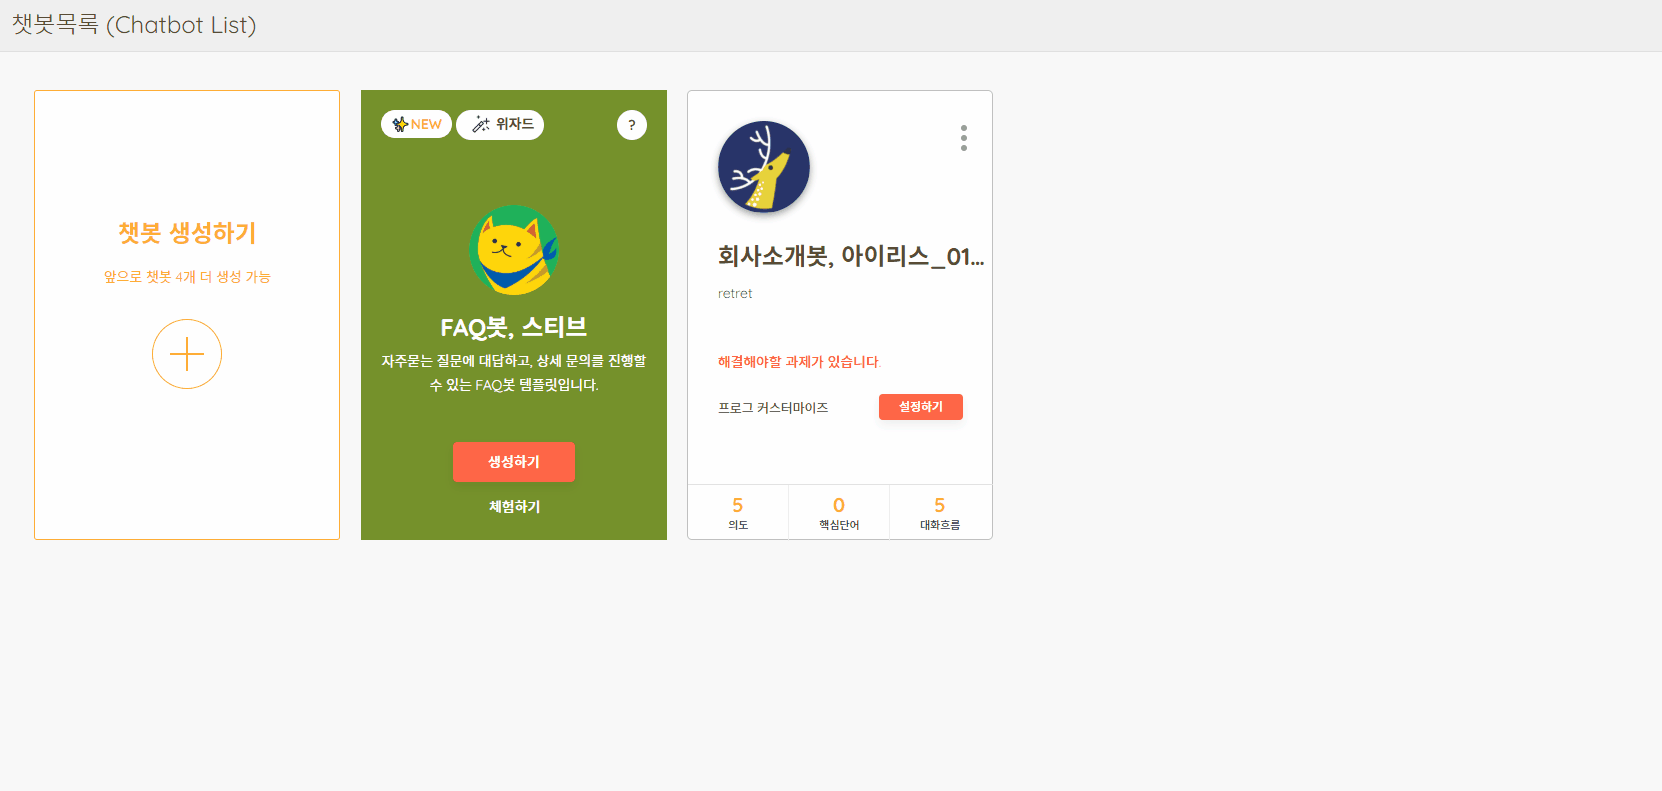 챗봇목록 (Chatbot List)
챗봇 생성하기
앞으로 챗봇 4개 더 생성 가능
NEW
위자드
?
FAQ봇, 스티브
자주묻는 질문에 대답하고, 상세 문의를 진행할
수 있는 FAQ봇 템플릿입니다.
생성하기
체험하기
회사소개봇, 아이리스_01...
retret
해결해야할 과제가 있습니다.
프로그 커스터마이즈
설정하기
5
의도
0
핵심단어
5
대화흐름